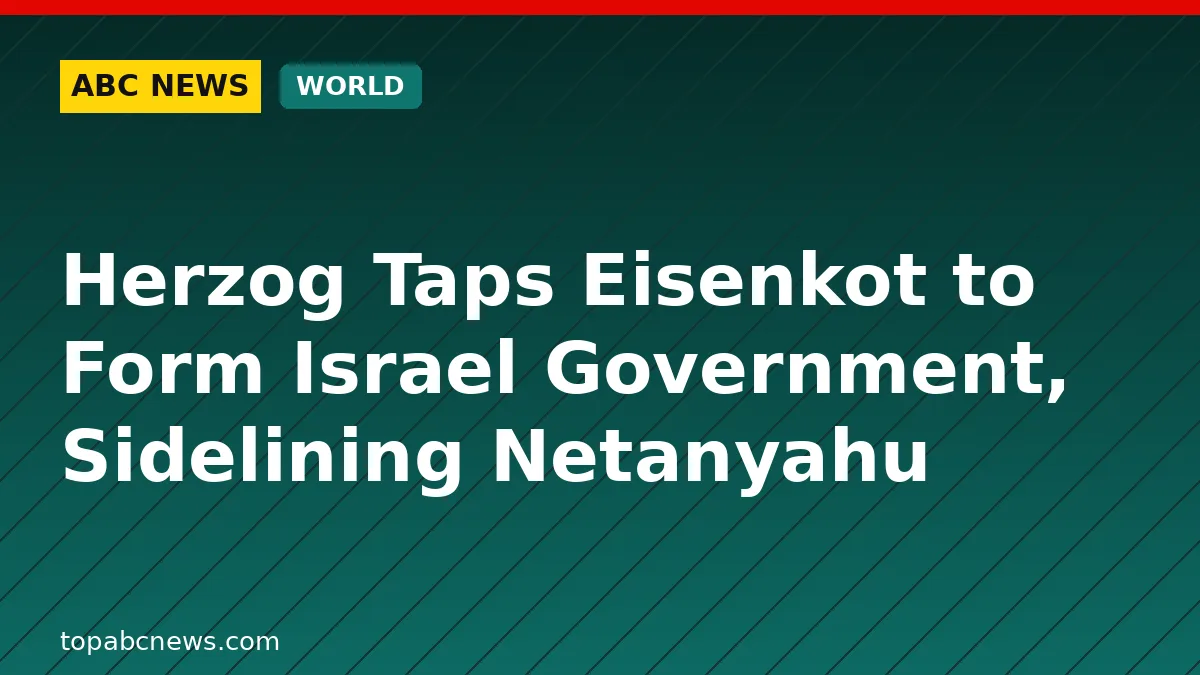 ABC NEWS
WORLD
Herzog Taps Eisenkot to
Form Israel Government,
Sidelining Netanyahu
topabcnews.com